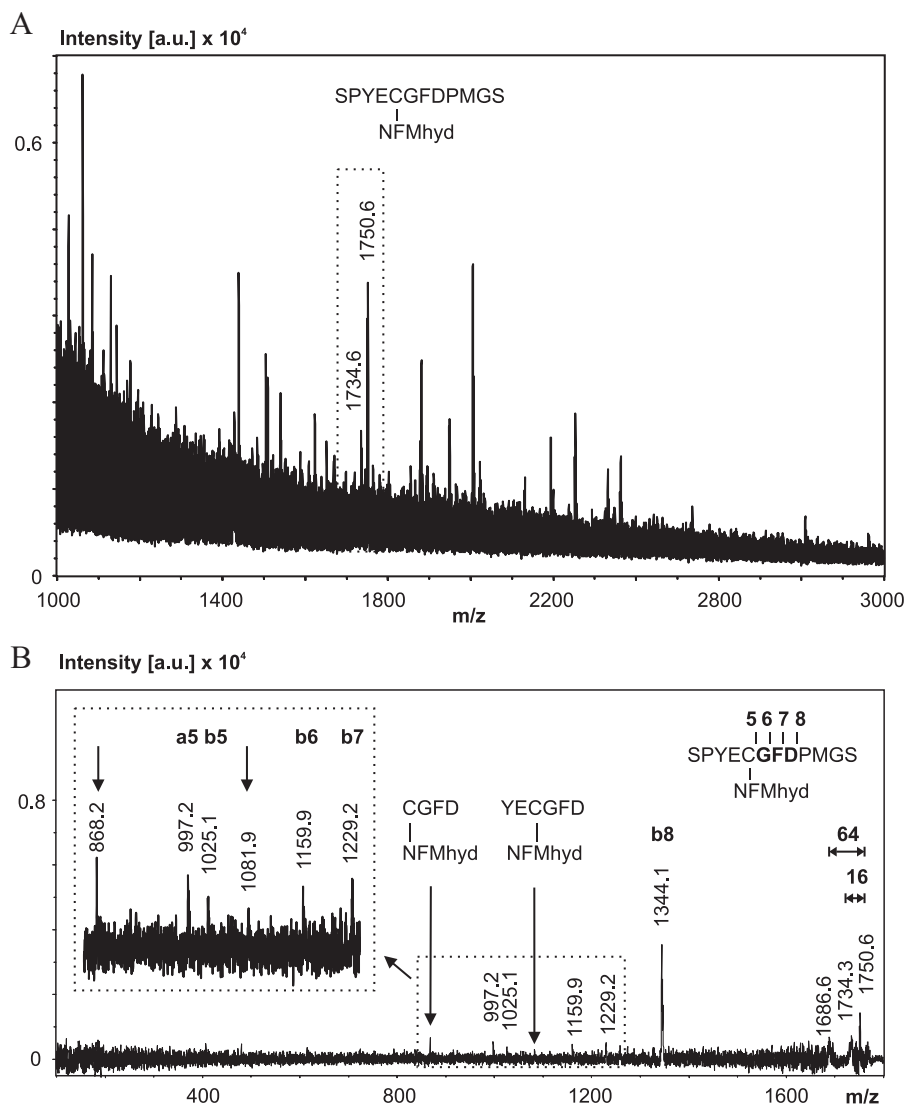 A
Intensity [a.u.] x 10⁴
SPYECGFDPMGS
NFMhyd
0.6
1750.6
1734.6
0
1000
1400
1800
2200
2600
3000
m/z
B
Intensity [a.u.] x 10⁴
a5 b5
b6
b7
5 6 7 8
SPYECGFDPMGS
NFMhyd
868.2
997.2
1025.1
1081.9
1159.9
1229.2
CGFD
NFMhyd
YECGFD
NFMhyd
b8
1344.1
64
16
0.8
997.2
1025.1
1159.9
1229.2
1686.6
1734.3
1750.6
0
400
800
1200
1600
m/z